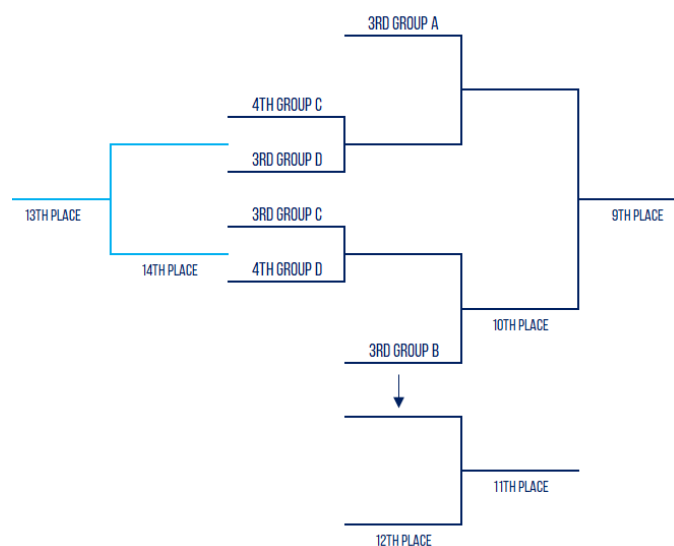 3RD GROUP A
4TH GROUP C
3RD GROUP D
13TH PLACE
3RD GROUP C
9TH PLACE
14TH PLACE
4TH GROUP D
10TH PLACE
3RD GROUP B
11TH PLACE
12TH PLACE